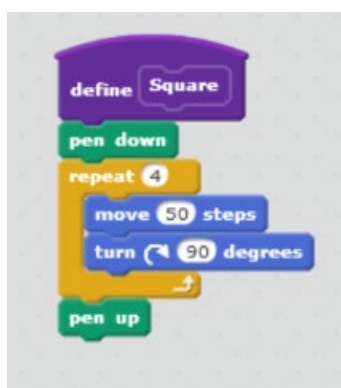 define Square
pen down
repeat 4
move 50 steps
turn 90 degrees
pen up